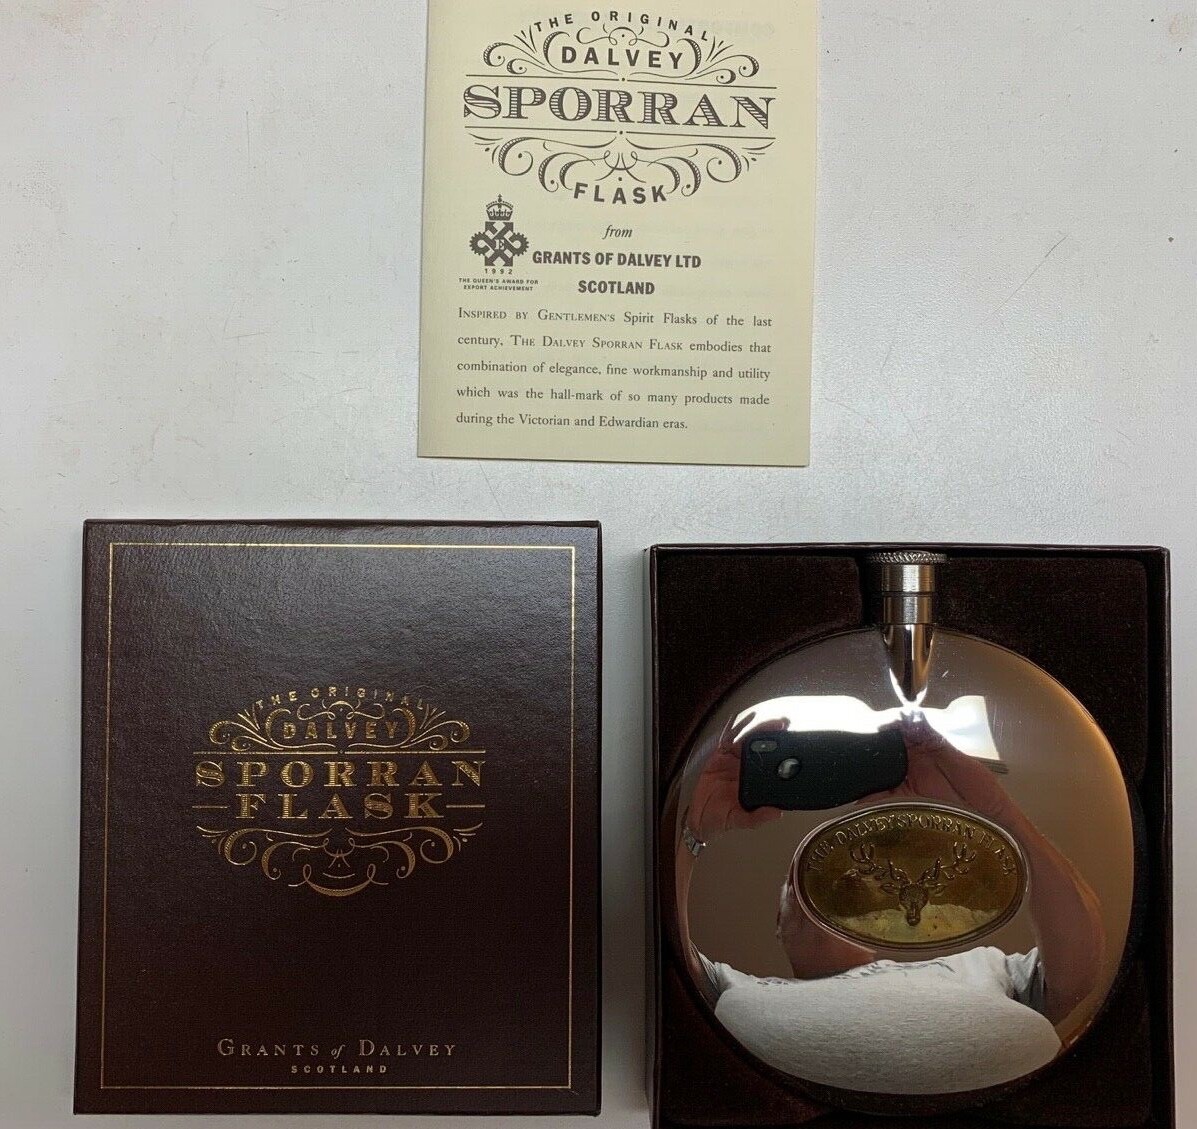 THE ORIGINAL
DALVEY
SPORRAN
FLASK
from
GRANTS OF DALVEY LTD
SCOTLAND
E
1992
THE QUEEN'S AWARD FOR
EXPORT ACHIEVEMENT
INSPIRED BY GENTLEMEN'S Spirit Flasks of the last
century, THE DALVEY SPORRAN FLASK embodies that
combination of elegance, fine workmanship and utility
which was the hall-mark of so many products made
during the Victorian and Edwardian eras.
THE ORIGINAL
DALVEY
SPORRAN
FLASK
GRANTS of DALVEY
SCOTLAND
THE DALVEY SPORRAN FLASK